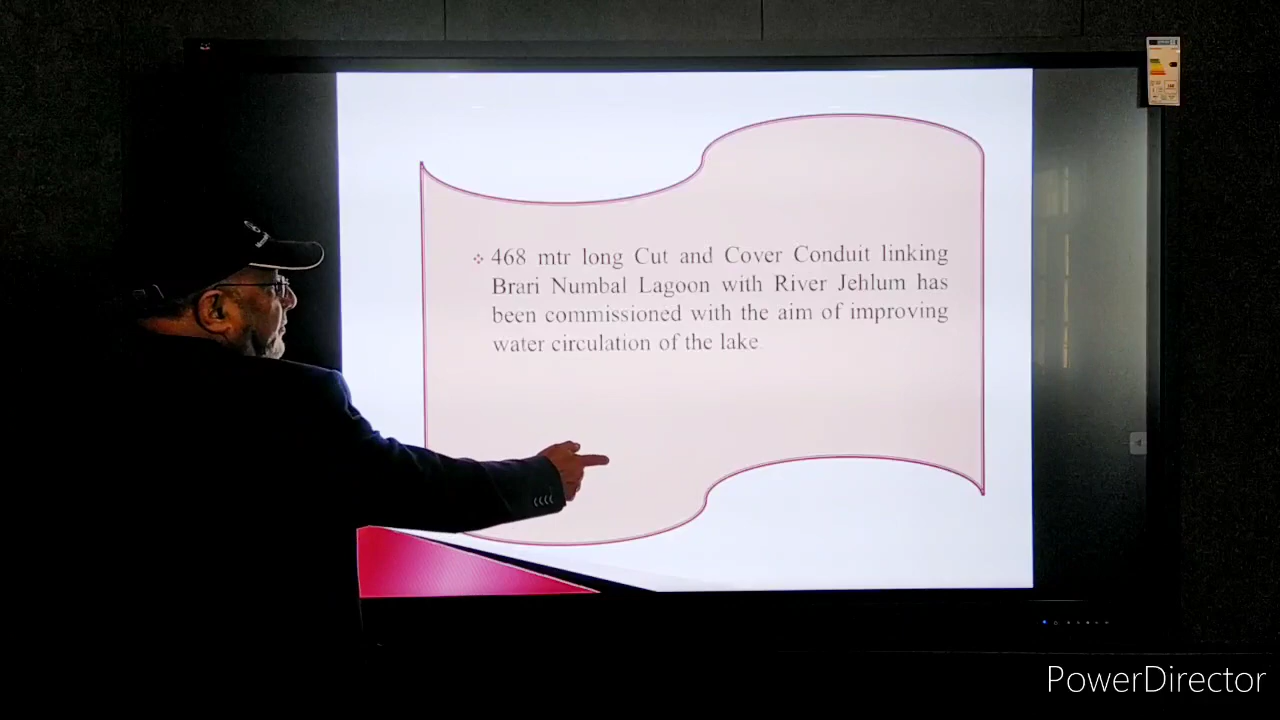 468 mtr long Cut and Cover Conduit linking
Brari Numbal Lagoon with River Jehlum has
been commissioned with the aim of improving
water circulation of the lake.
PowerDirector